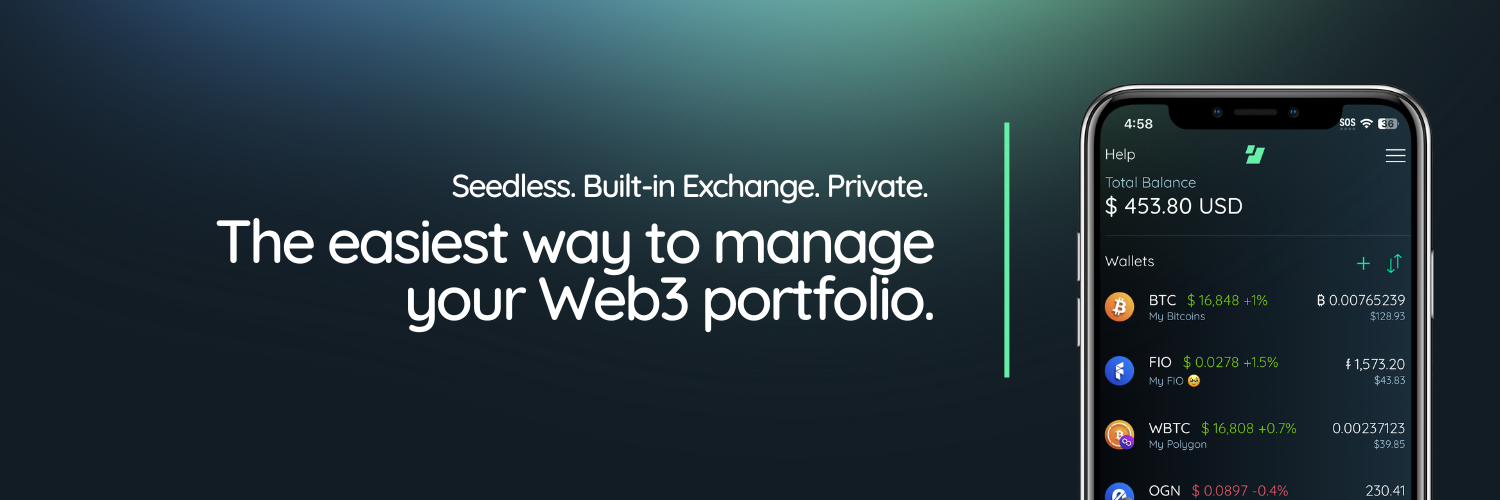 Seedless. Built-in Exchange. Private.
The easiest way to manage
your Web3 portfolio.
4:58
SOS
36
Help
Total Balance
$ 453.80 USD
Wallets
BTC $ 16,848 +1% ₿ 0.00765239
My Bitcoins $128.93
FIO $ 0.0278 +1.5% ғ 1,573.20
My FIO 🥹 $43.83
WBTC $ 16,808 +0.7% 0.00237123
My Polygon $39.85
OGN $ 0.0897 -0.4% 230.41